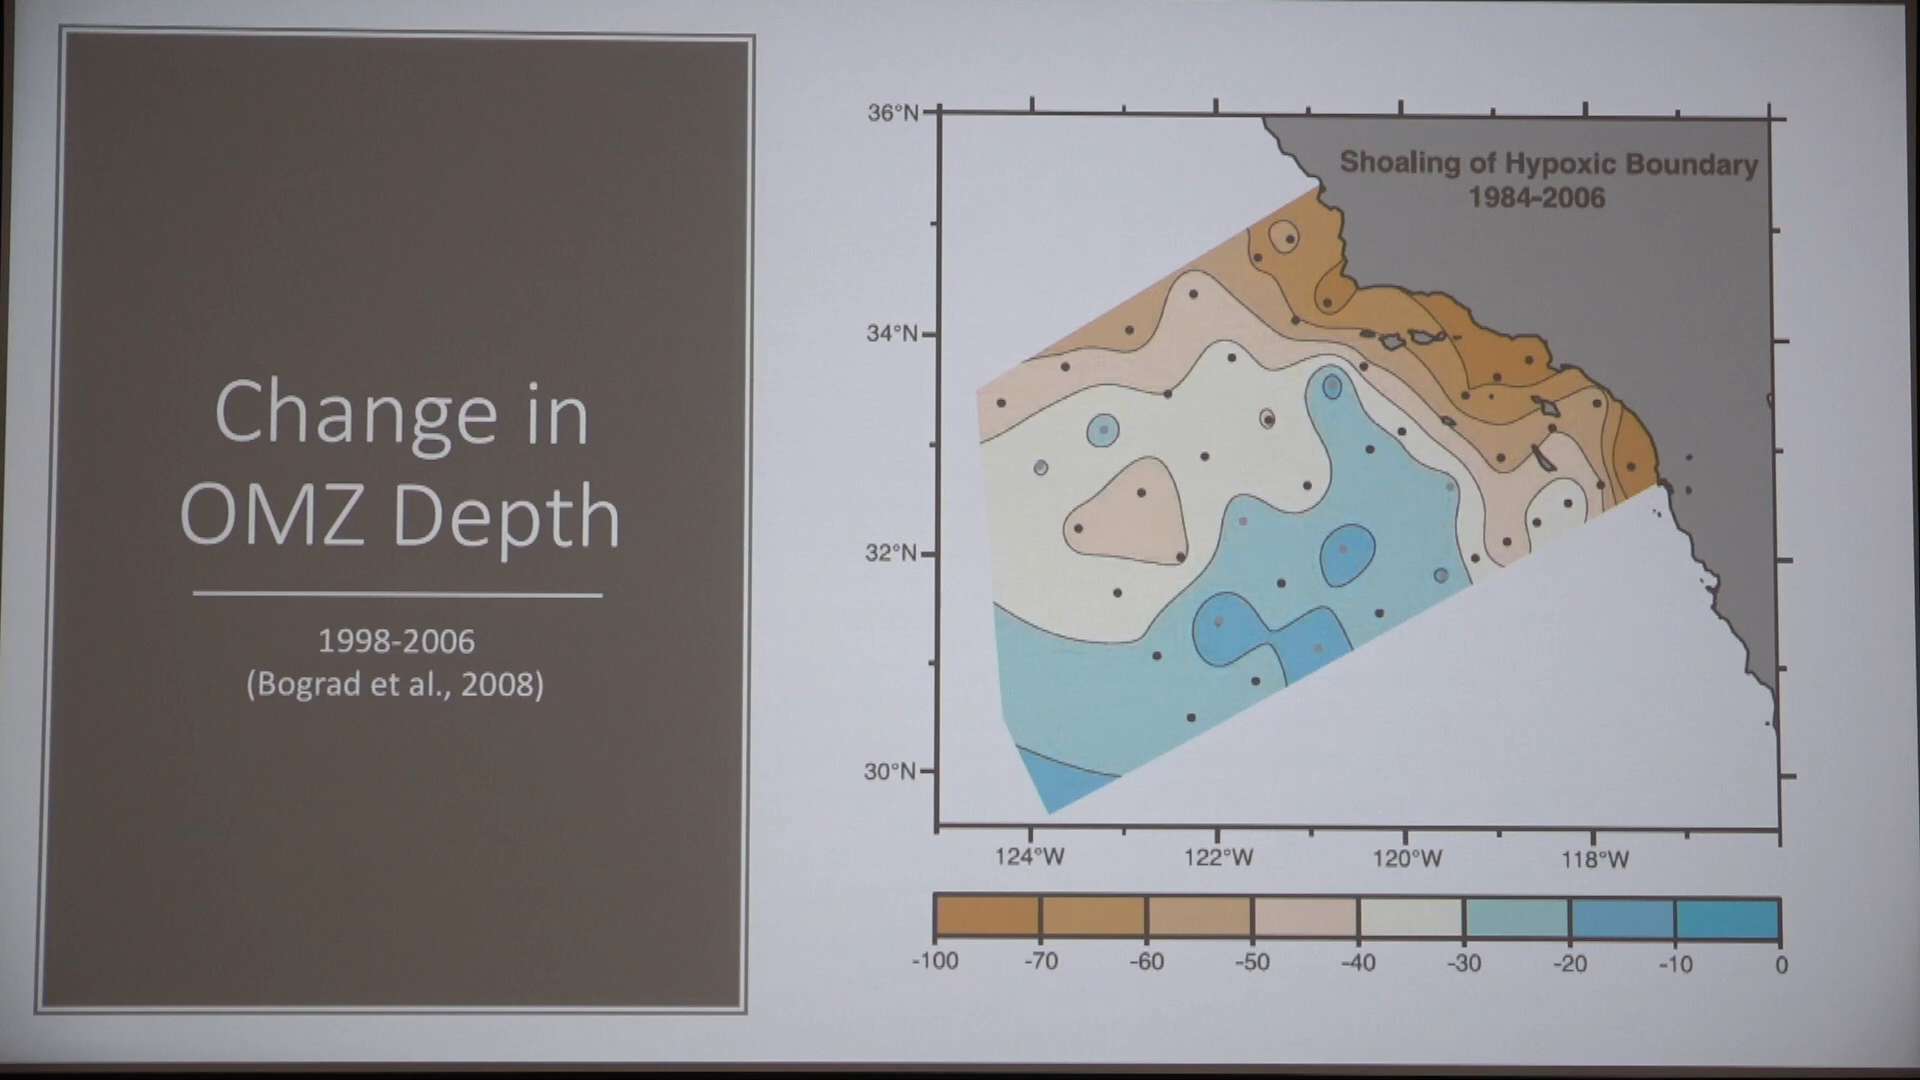 Change in
OMZ Depth
1998-2006
(Bograd et al., 2008)
Shoaling of Hypoxic Boundary
1984-2006
36°N
34°N
32°N
30°N
124°W 122°W 120°W 118°W
-100 -70 -60 -50 -40 -30 -20 -10 0